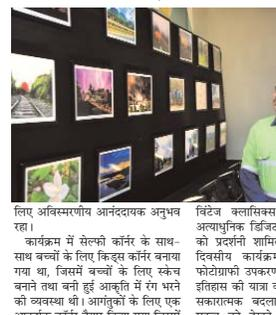 लिए अविस्मरणीय आनंददायक अनुभव
रहा।
कार्यक्रम में सेल्फी कॉर्नर के साथ-
साथ बच्चों के लिए किड्स कॉर्नर बनाया
गया था, जिसमें बच्चों के लिए स्केच
बनाने तथा बनी हुई आकृति में रंग भरने
की व्यवस्था थी। आगंतुकों के लिए एक
विंटेज क्लासिक्स
अत्याधुनिक डिजिट
को प्रदर्शनी शामि
दिवसीय कार्यक्रम
फोटोग्राफी उपकरण
इतिहास की यात्रा व
सकारात्मक बदला